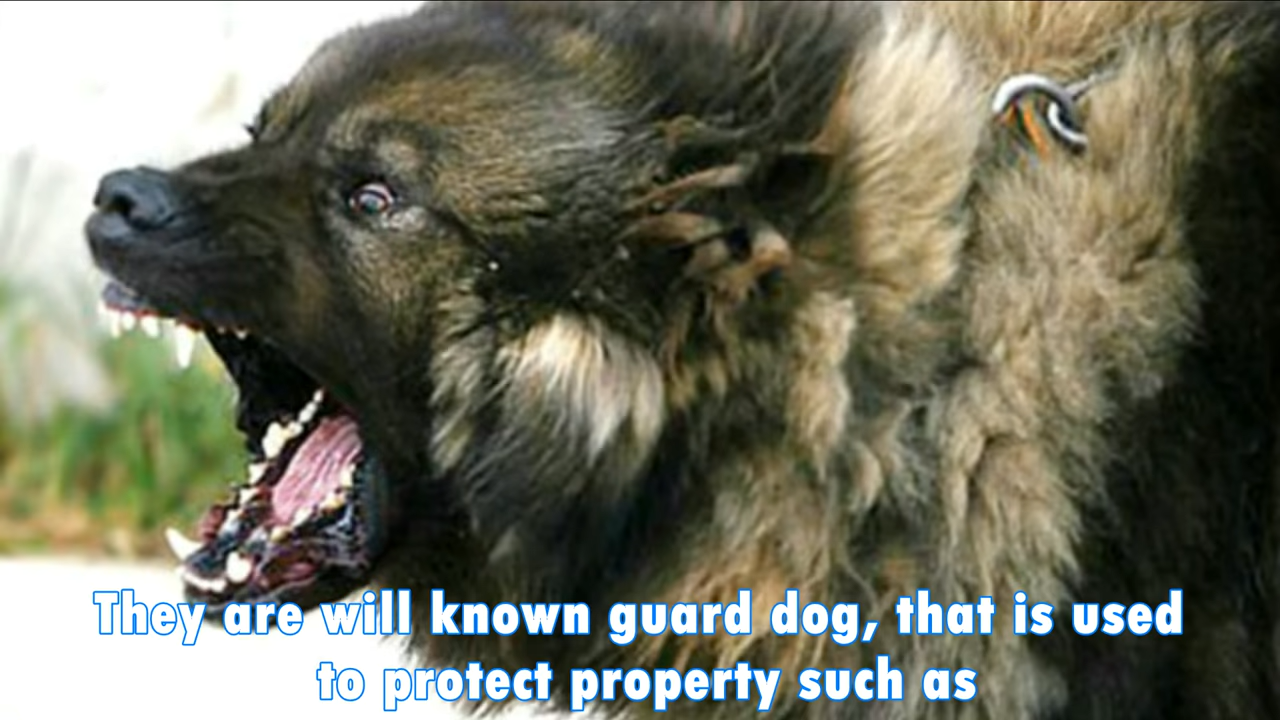 They are will known guard dog, that is used
to protect property such as